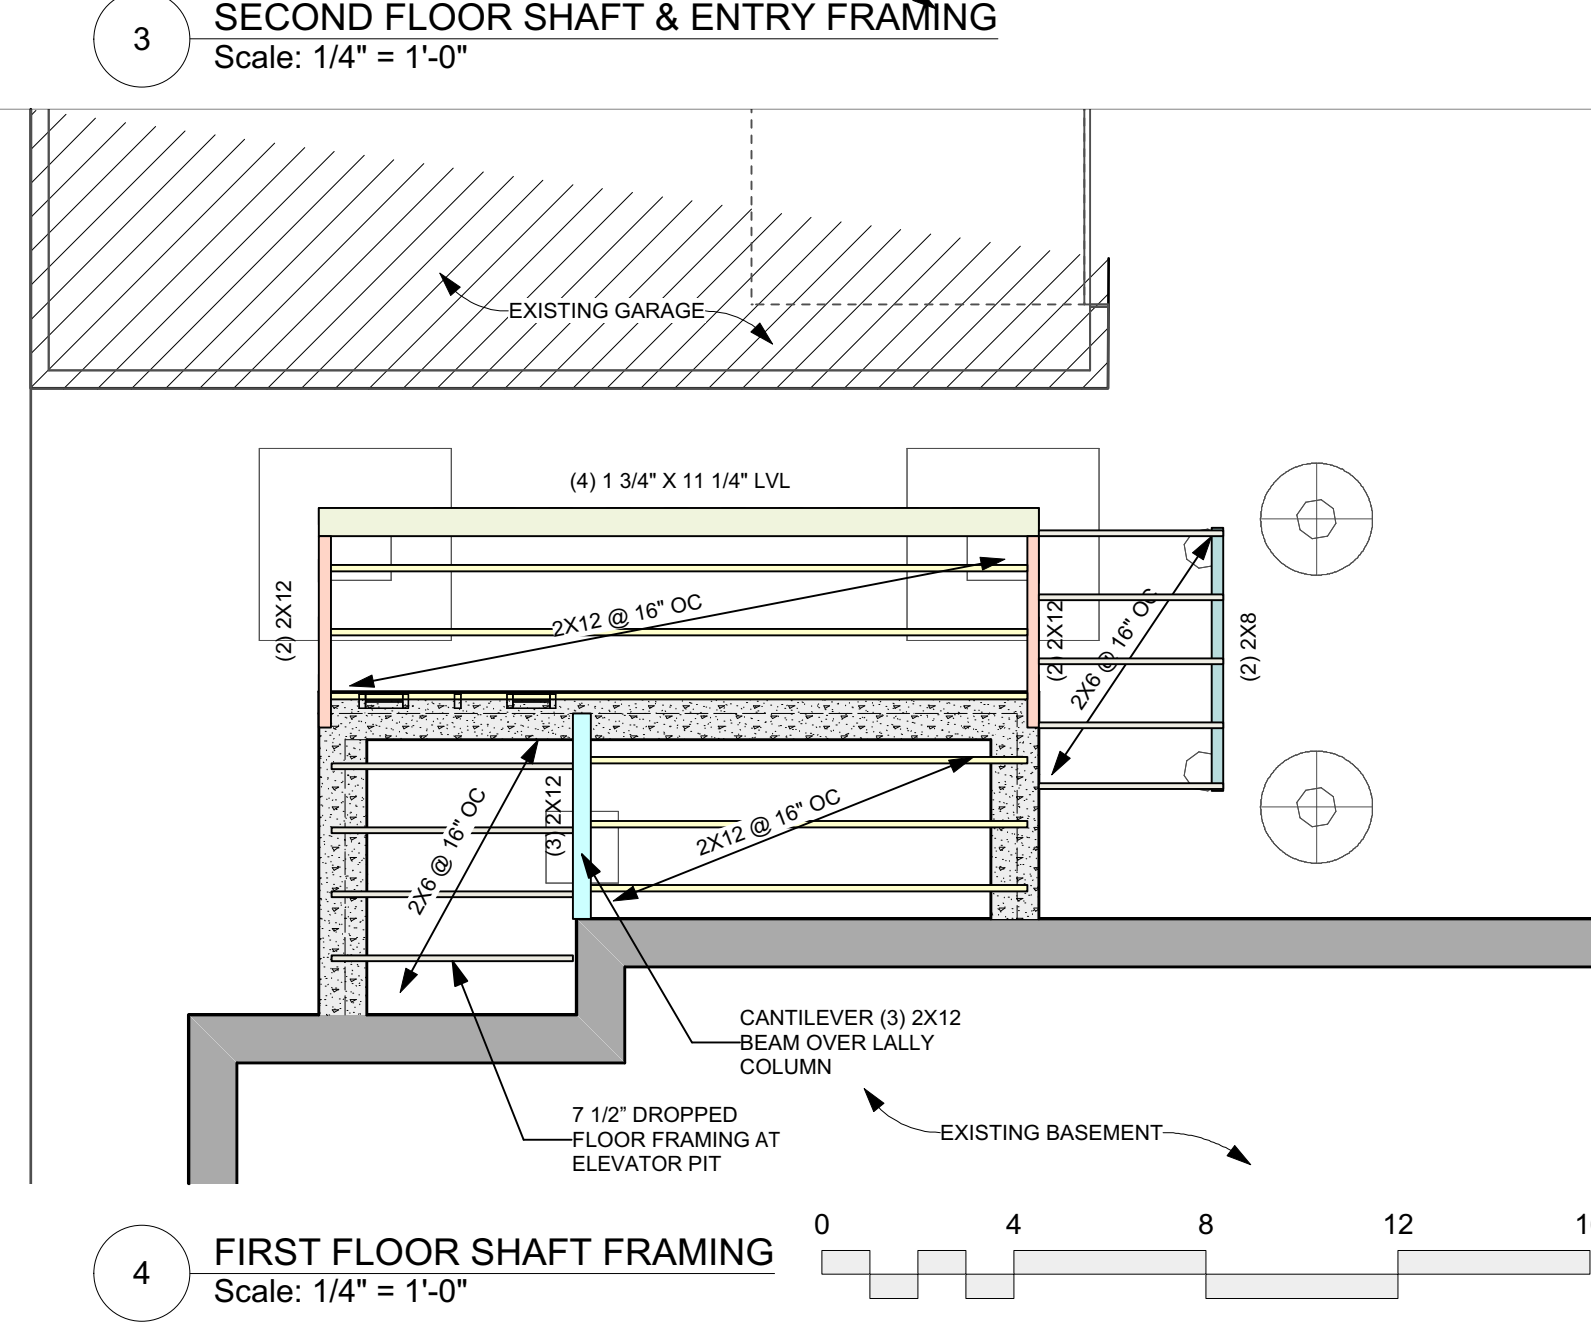 3
SECOND FLOOR SHAFT & ENTRY FRAMING
Scale: 1/4" = 1'-0"
EXISTING GARAGE
(4) 1 3/4" X 11 1/4" LVL
(2) 2X12
2X12 @ 16" OC
(2) 2X12
2X6 @ 16" OC
(2) 2X8
2X6 @ 16" OC
(3) 2X12
2X12 @ 16" OC
CANTILEVER (3) 2X12
BEAM OVER LALLY
COLUMN
7 1/2” DROPPED
FLOOR FRAMING AT
ELEVATOR PIT
EXISTING BASEMENT
4
FIRST FLOOR SHAFT FRAMING
Scale: 1/4" = 1'-0"
0 4 8 12